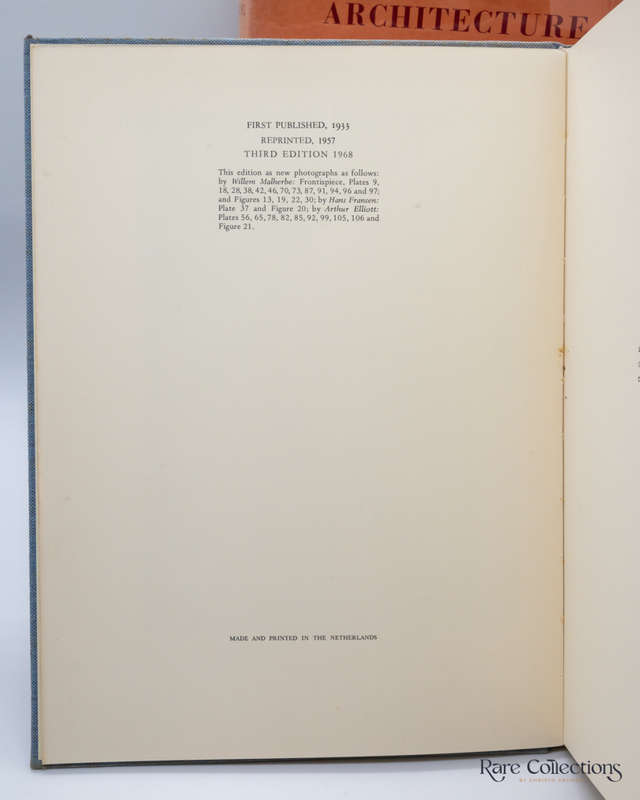 ARCHITECTURE
FIRST PUBLISHED, 1933
REPRINTED, 1957
THIRD EDITION 1968
This edition as new photographs as follows:
by Willem Malherbe: Frontispiece, Plates 9,
18, 28, 38, 42, 46, 70, 73, 87, 91, 94, 96 and 97;
and Figures 13, 19, 22, 30; by Hans Fransen:
Plate 37 and Figure 20; by Arthur Elliott:
Plates 56, 65, 78, 82, 85, 92, 99, 105, 106 and
Figure 21.
MADE AND PRINTED IN THE NETHERLANDS
Rare Collections